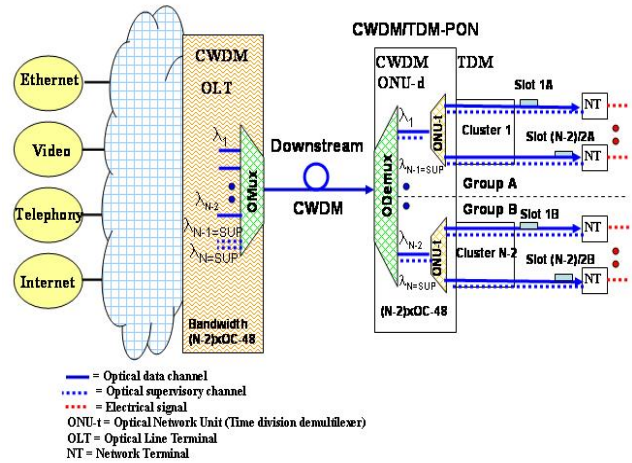 CWDM/TDM-PON
Ethernet
Video
Telephony
Internet
CWDM
OLT
λ1
λN-2
λN-1=SUP
λN=SUP
OMux
Bandwidth
(N-2)xOC-48
Downstream
CWDM
CWDM
ONU-d
TDM
ODemux
λ1
λN-1=SUP
λN-2
λN=SUP
(N-2)xOC-48
ONU-t
ONU-t
Slot 1A
Cluster 1
Slot (N-2)/2A
Group A
Group B
Slot 1B
Cluster N-2
Slot (N-2)/2B
NT
NT
NT
NT
= Optical data channel
= Optical supervisory channel
= Electrical signal
ONU-t = Optical Network Unit (Time division demultilexer)
OLT = Optical Line Terminal
NT = Network Terminal